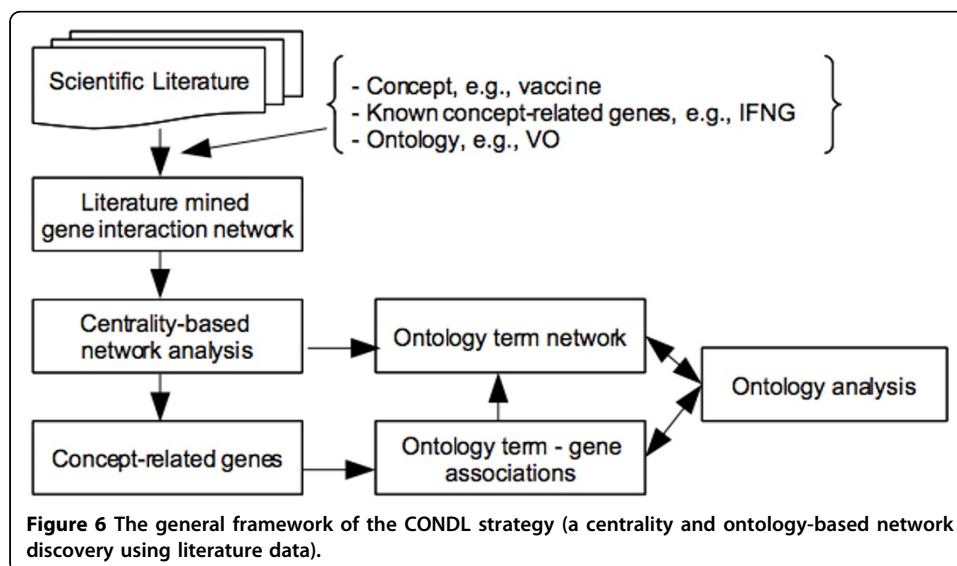 Scientific Literature
- Concept, e.g., vaccine
- Known concept-related genes, e.g., IFNG
- Ontology, e.g., VO
Literature mined
gene interaction network
Centrality-based
network analysis
Ontology term network
Ontology analysis
Concept-related genes
Ontology term - gene
associations
Figure 6 The general framework of the CONDL strategy (a centrality and ontology-based network
discovery using literature data).